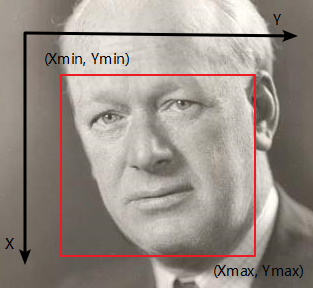 Y
(Xmin, Ymin)
X
(Xmax, Ymax)